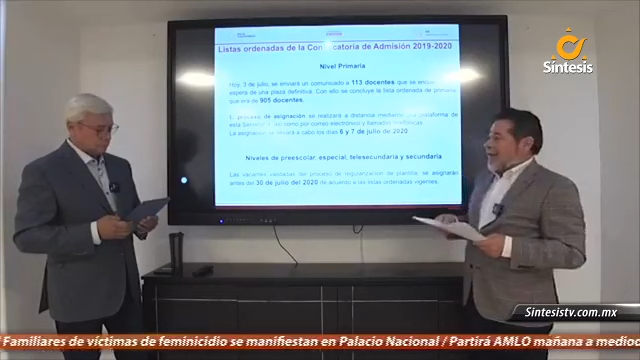 Listas ordenadas de la Convocatoria de Admisión 2019-2020
Nivel Primaria
Hoy, 3 de julio, se enviará un comunicado a 113 docentes que se encuentran
espera de una plaza definitiva. Con ello se concluye la lista ordenada de primaria
que era de 905 docentes.
El proceso de asignación se realizará a distancia mediante plataforma de
esta así como por correo electrónico y llamadas telefónicas.
La asignación se llevará a cabo los días 6 y 7 de julio de 2020
Niveles de preescolar, especial, telesecundaria y secundaria
Las vacantes validadas del proceso de regularización de plantilla, se asignarán
antes del 30 de julio del 2020 de acuerdo a las listas ordenadas vigentes.
Síntesis
Sintesistv.com.mx
Familiares de víctimas de feminicidio se manifiestan en Palacio Nacional / Partirá AMLO mañana a medioc